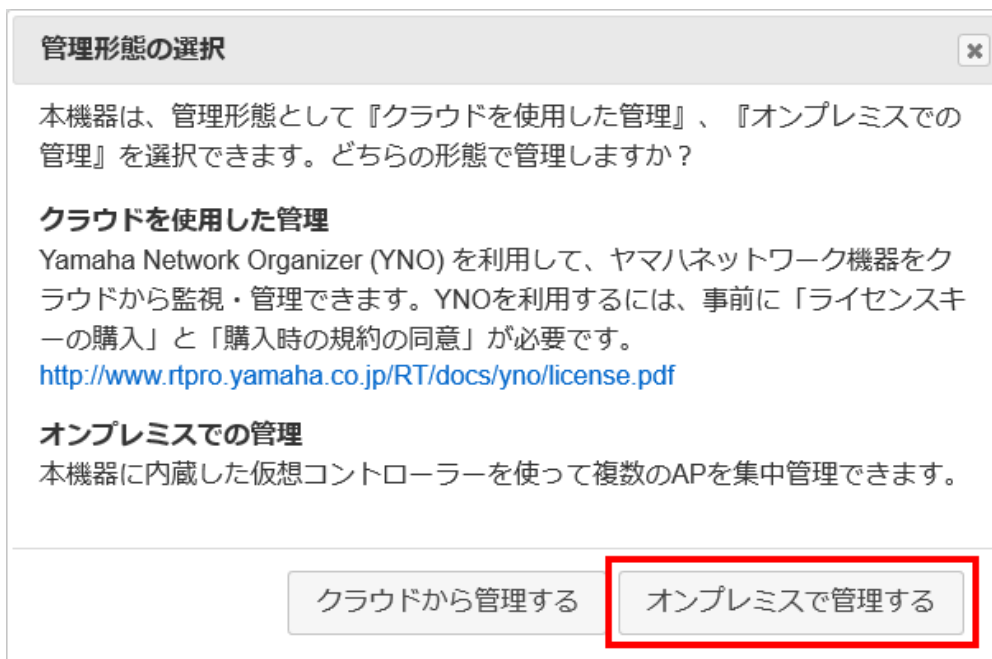 管理形態の選択
本機器は、管理形態として『クラウドを使用した管理』、『オンプレミスでの
管理』を選択できます。どちらの形態で管理しますか？
クラウドを使用した管理
Yamaha Network Organizer (YNO) を利用して、ヤマハネットワーク機器をク
ラウドから監視・管理できます。YNOを利用するには、事前に「ライセンスキ
ーの購入」と「購入時の規約の同意」が必要です。
http://www.rtpro.yamaha.co.jp/RT/docs/yno/license.pdf
オンプレミスでの管理
本機器に内蔵した仮想コントローラーを使って複数のAPを集中管理できます。
クラウドから管理する
オンプレミスで管理する